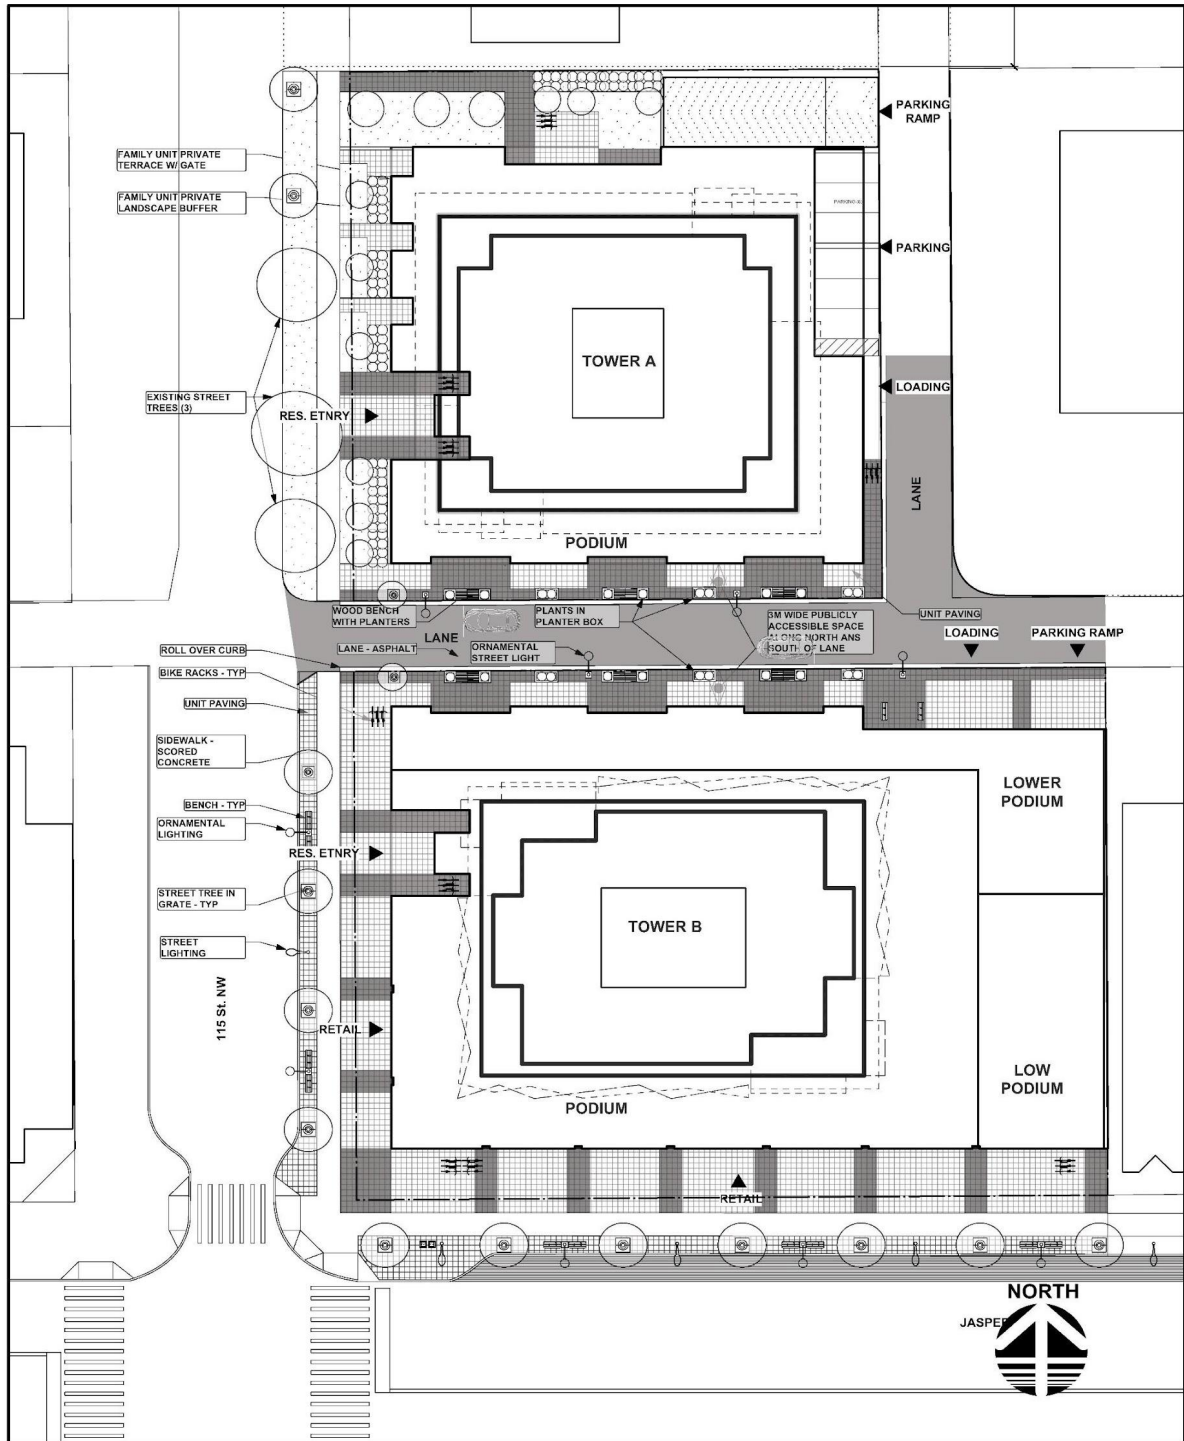 PARKING
RAMP
FAMILY UNIT PRIVATE
TERRACE W/ GATE
FAMILY UNIT PRIVATE
LANDSCAPE BUFFER
PARKING
TOWER A
EXISTING STREET
TREES (3)
RES. ETNRY
LOADING
LANE
PODIUM
WOOD BENCH
WITH PLANTERS
PLANTS IN
PLANTER BOX
3M WIDE PUBLICLY
ACCESSIBLE SPACE
ALONG NORTH ANS
SOUTH OF LANE
UNIT PAVING
LANE
LOADING
PARKING RAMP
ROLL OVER CURB
LANE - ASPHALT
ORNAMENTAL
STREET LIGHT
BIKE RACKS - TYP
UNIT PAVING
SIDEWALK -
SCORED
CONCRETE
LOWER
PODIUM
BENCH - TYP
ORNAMENTAL
LIGHTING
RES. ETNRY
STREET TREE IN
GRATE - TYP
TOWER B
STREET
LIGHTING
115 St. NW
RETAIL
LOW
PODIUM
PODIUM
RETAIL
NORTH
JASPER